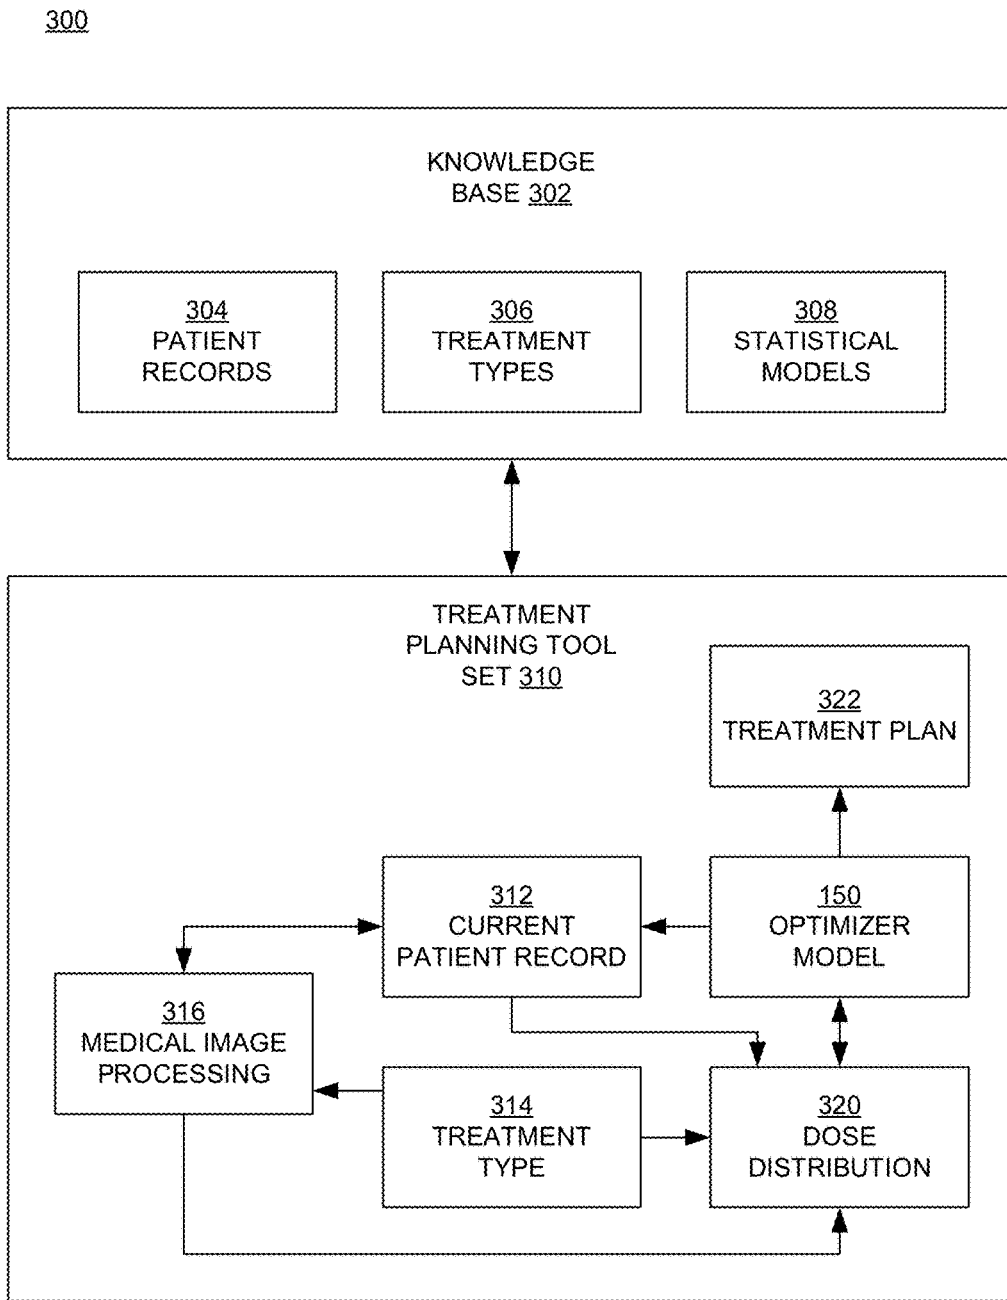 300
KNOWLEDGE
BASE 302
304
PATIENT
RECORDS
306
TREATMENT
TYPES
308
STATISTICAL
MODELS
TREATMENT
PLANNING TOOL
SET 310
322
TREATMENT PLAN
312
CURRENT
PATIENT RECORD
150
OPTIMIZER
MODEL
316
MEDICAL IMAGE
PROCESSING
314
TREATMENT
TYPE
320
DOSE
DISTRIBUTION